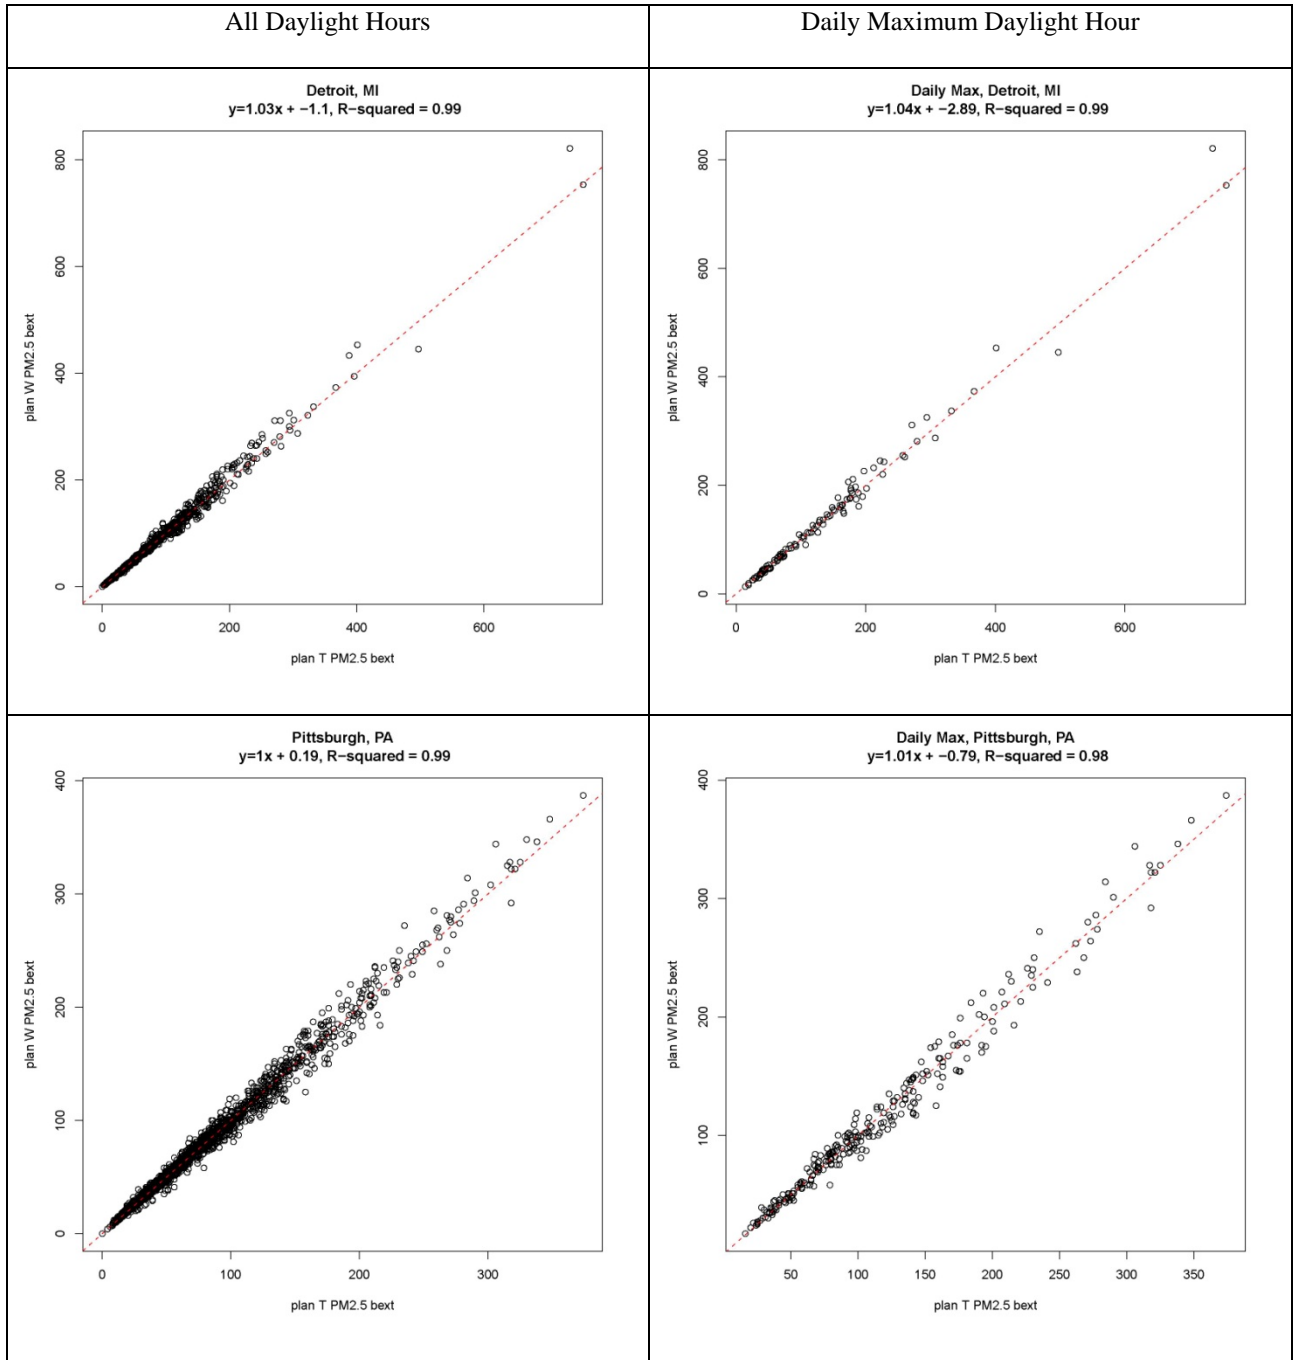 All Daylight Hours
Daily Maximum Daylight Hour
Detroit, MI
y=1.03x + −1.1, R−squared = 0.99
800
600
400
200
0
plan W PM2.5 bext
0 200 400 600
plan T PM2.5 bext
Daily Max, Detroit, MI
y=1.04x + −2.89, R−squared = 0.99
800
600
400
200
0
plan W PM2.5 bext
0 200 400 600
plan T PM2.5 bext
Pittsburgh, PA
y=1x + 0.19, R−squared = 0.99
400
300
200
100
0
plan W PM2.5 bext
0 100 200 300
plan T PM2.5 bext
Daily Max, Pittsburgh, PA
y=1.01x + −0.79, R−squared = 0.98
400
300
200
100
plan W PM2.5 bext
50 100 150 200 250 300 350
plan T PM2.5 bext